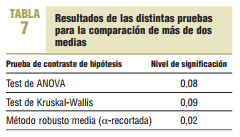 TABLA
7
Resultados de las distintas pruebas
para la comparación de más de dos
medias
Prueba de contraste de hipótesis Nivel de significación
Test de ANOVA 0,08
Test de Kruskal-Wallis 0,09
Método robusto media (α-recortada) 0,02